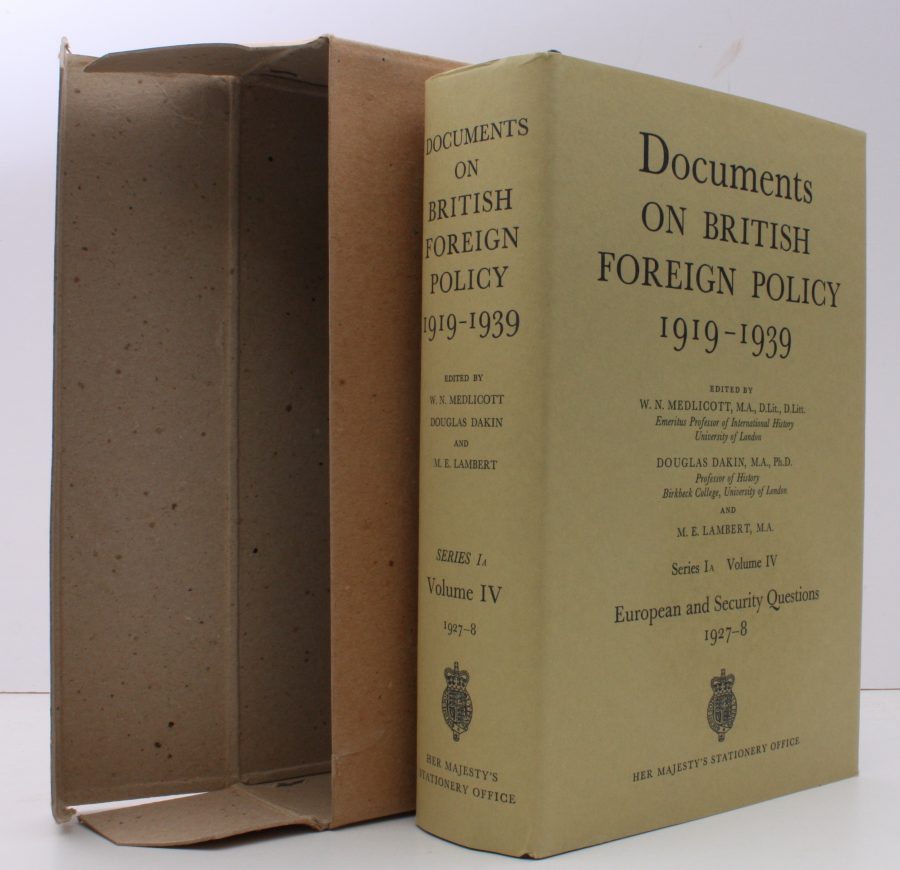 DOCUMENTS
ON
BRITISH
FOREIGN
POLICY
1919-1939
EDITED BY
W. N. MEDLICOTT
DOUGLAS DAKIN
AND
M. E. LAMBERT
SERIES IA
Volume IV
1927-8
HER MAJESTY'S
STATIONERY OFFICE
Documents
ON BRITISH
FOREIGN POLICY
1919-1939
EDITED BY
W. N. MEDLICOTT, M.A., D.Lit., D.Litt.
Emeritus Professor of International History
University of London
DOUGLAS DAKIN, M.A., Ph.D.
Professor of History
Birkbeck College, University of London
AND
M. E. LAMBERT, M.A.
Series IA Volume IV
European and Security Questions
1927-8
HER MAJESTY'S STATIONERY OFFICE